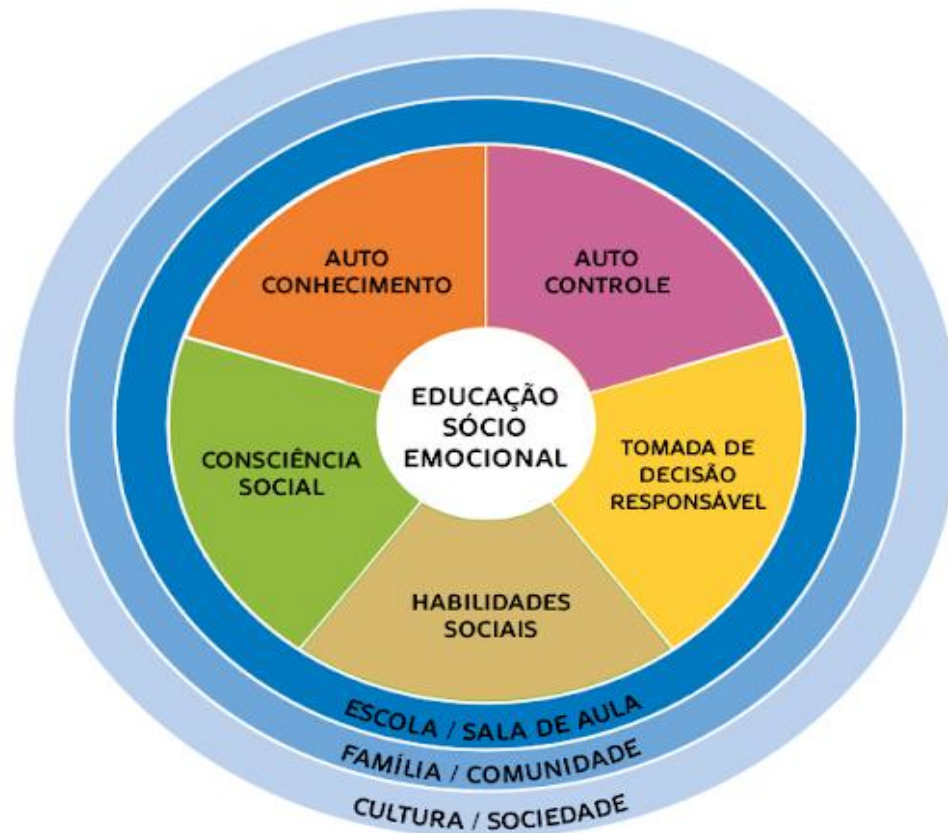 AUTO
CONHECIMENTO
AUTO
CONTROLE
EDUCAÇÃO
SÓCIO
EMOCIONAL
CONSCIÊNCIA
SOCIAL
TOMADA DE
DECISÃO
RESPONSÁVEL
HABILIDADES
SOCIAIS
ESCOLA / SALA DE AULA
FAMÍLIA / COMUNIDADE
CULTURA / SOCIEDADE